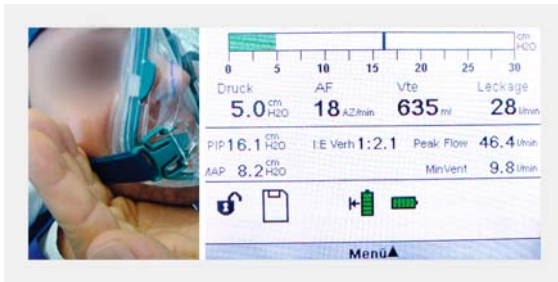 cm
H2O
0 5 10 15 20 25 30
Druck AF Vte Leckage
5.0 cm H2O 18 AZ/min 635 ml 28 l/min
PIP 16.1 cm H2O I:E Verh 1:2.1 Peak Flow 46.4 l/min
MAP 8.2 cm H2O MinVent 9.8 l/min
Menü▲